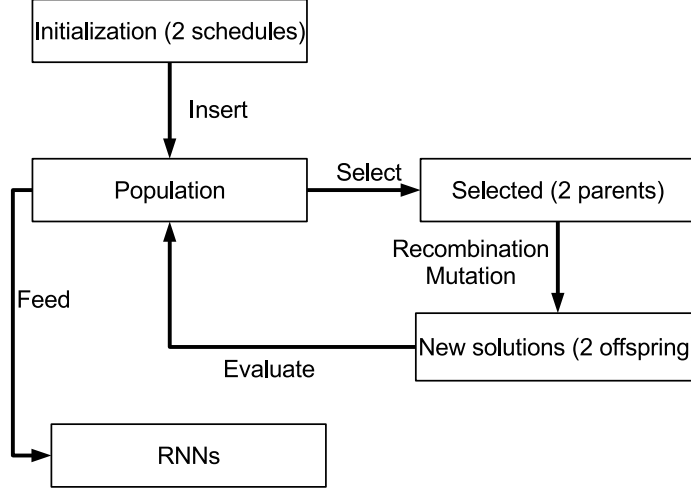 Initialization (2 schedules)
Insert
Population
Select
Selected (2 parents)
Recombination
Mutation
Feed
New solutions (2 offspring
Evaluate
RNNs